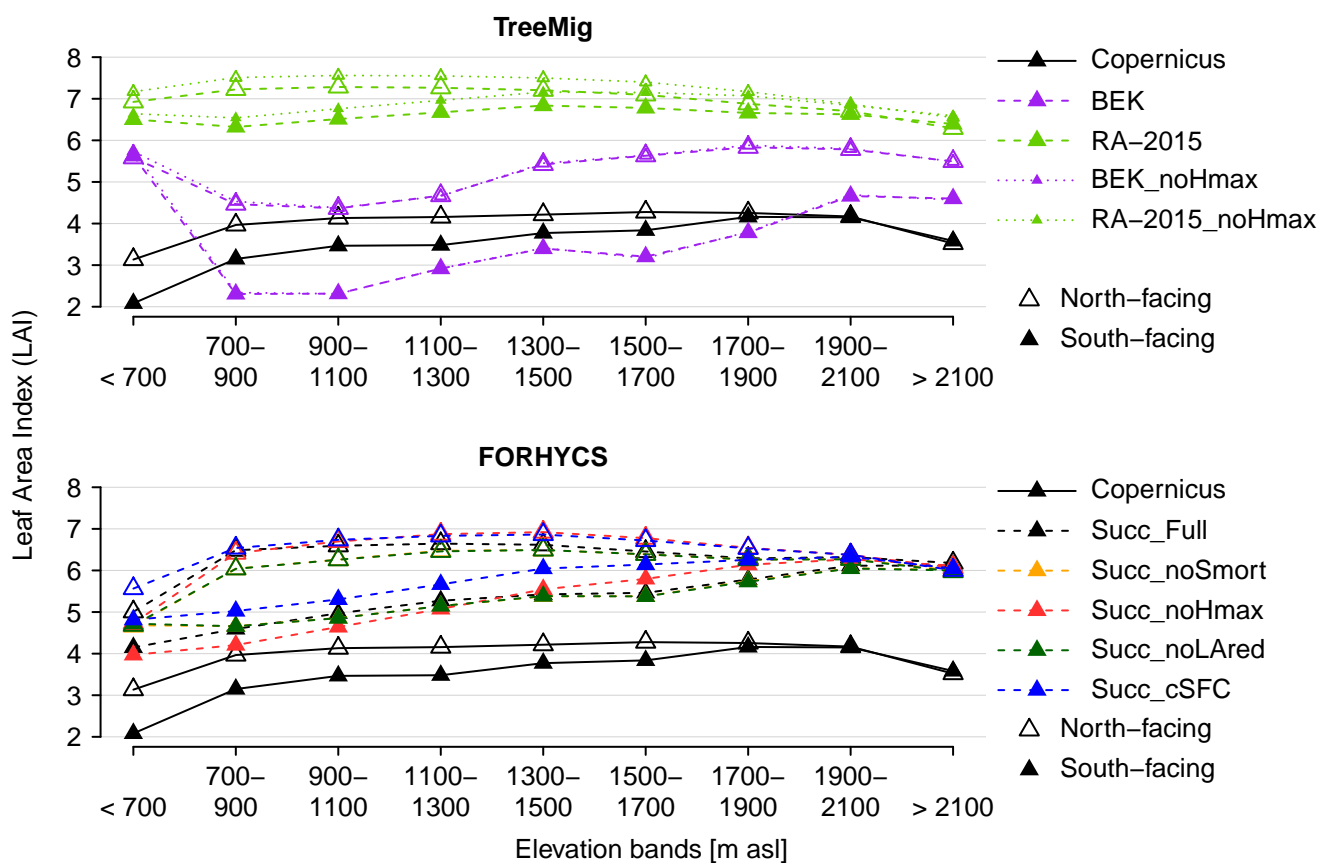 TreeMig
8
7
6
5
4
3
2
< 700
700−
900
900−
1100
1100−
1300
1300−
1500
1500−
1700
1700−
1900
1900−
2100
> 2100
Copernicus
BEK
RA−2015
BEK_noHmax
RA−2015_noHmax
North−facing
South−facing
Leaf Area Index (LAI)
FORHYCS
8
7
6
5
4
3
2
< 700
700−
900
900−
1100
1100−
1300
1300−
1500
1500−
1700
1700−
1900
1900−
2100
> 2100
Copernicus
Succ_Full
Succ_noSmort
Succ_noHmax
Succ_noLAred
Succ_cSFC
North−facing
South−facing
Elevation bands [m asl]